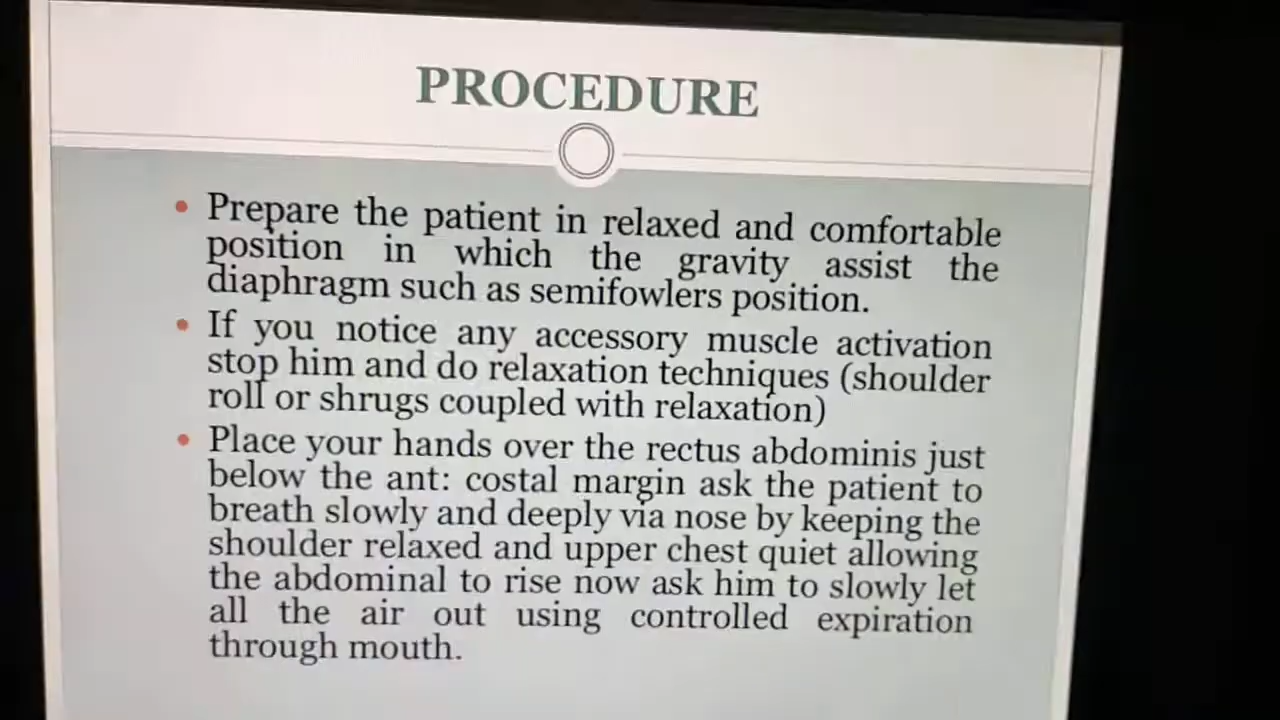 PROCEDURE
Prepare the patient in relaxed and comfortable
position in which the gravity assist the
diaphragm such as semifowlers position.
If you notice any accessory muscle activation
stop him and do relaxation techniques (shoulder
roll or shrugs coupled with relaxation)
Place your hands over the rectus abdominis just
below the ant: costal margin ask the patient to
breath slowly and deeply via nose by keeping the
shoulder relaxed and upper chest quiet allowing
the abdominal to rise now ask him to slowly let
all the air out using controlled expiration
through mouth.